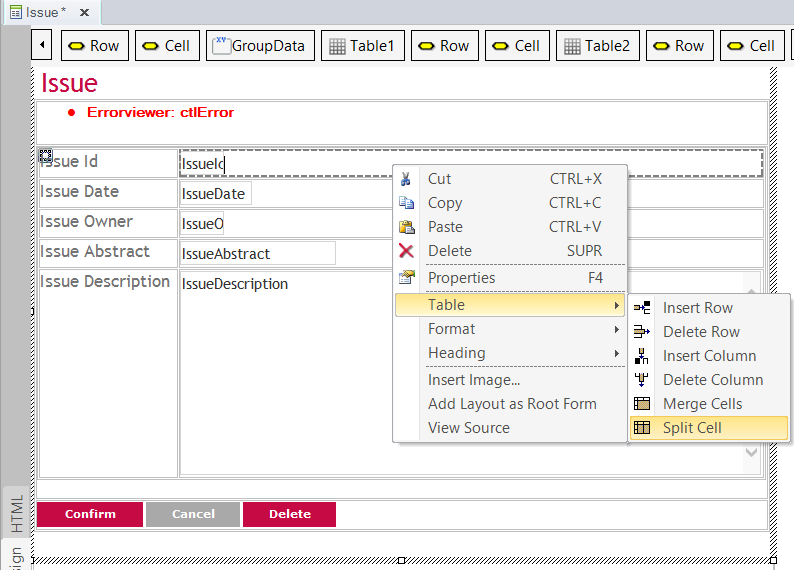 Issue *
Row Cell GroupData Table1 Row Cell Table2 Row Cell
Issue
Errorviewer: ctlError
Issue Id IssueId
Issue Date IssueDate
Issue Owner IssueO
Issue Abstract IssueAbstract
Issue Description IssueDescription
Cut CTRL+X
Copy CTRL+C
Paste CTRL+V
Delete SUPR
Properties F4
Table
Format
Heading
Insert Image...
Add Layout as Root Form
View Source
Insert Row
Delete Row
Insert Column
Delete Column
Merge Cells
Split Cell
Confirm Cancel Delete
HTML